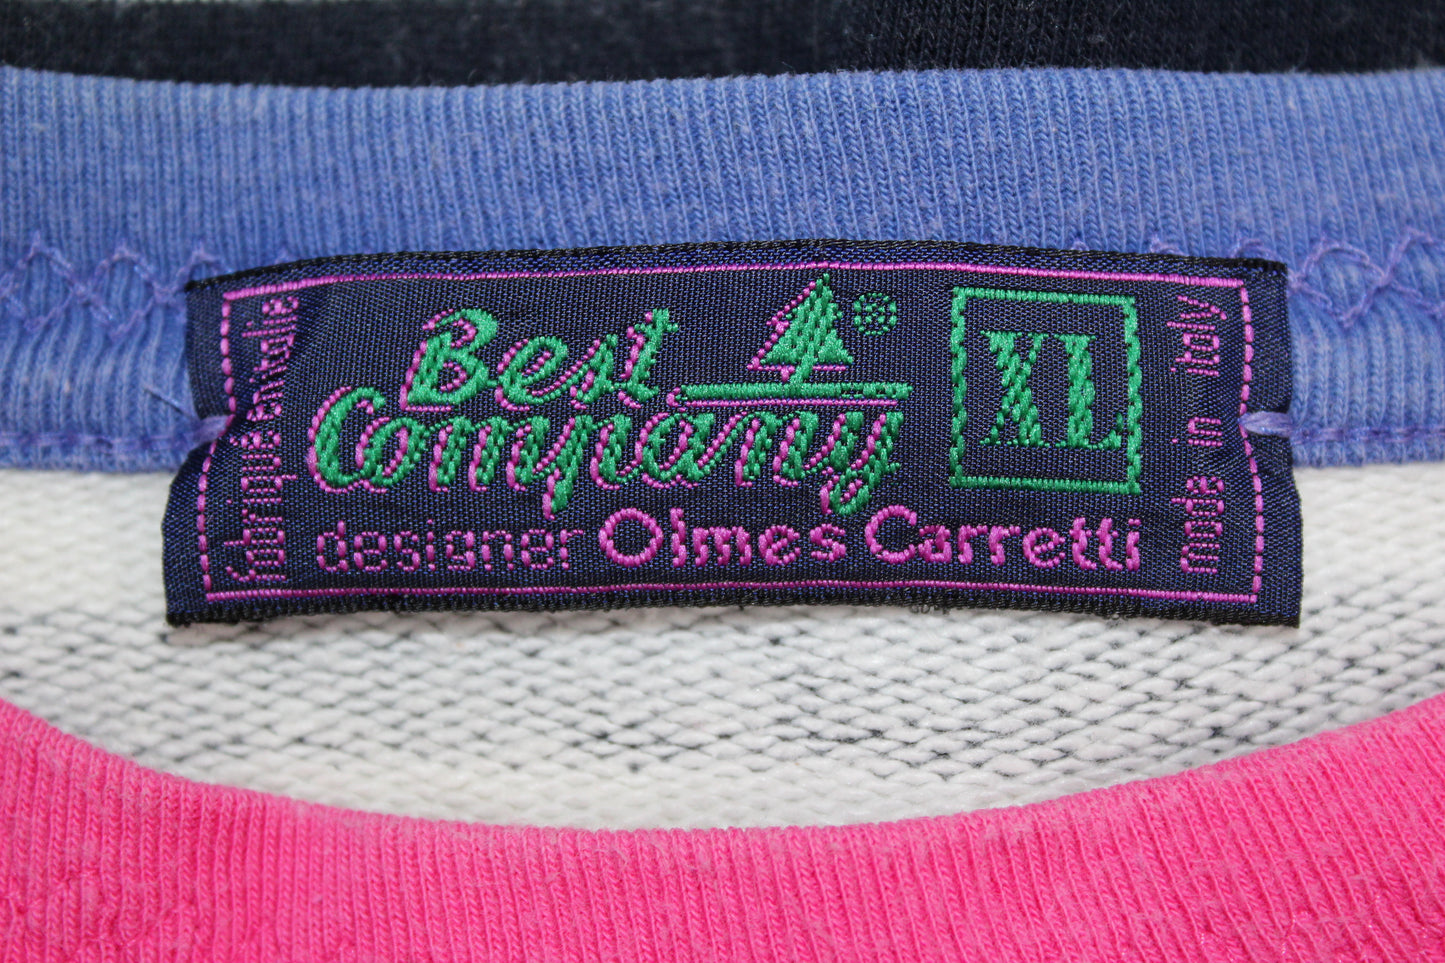 fabriqué en italie
Best
Company®
XL
designer Olmes Carretti
made in italy